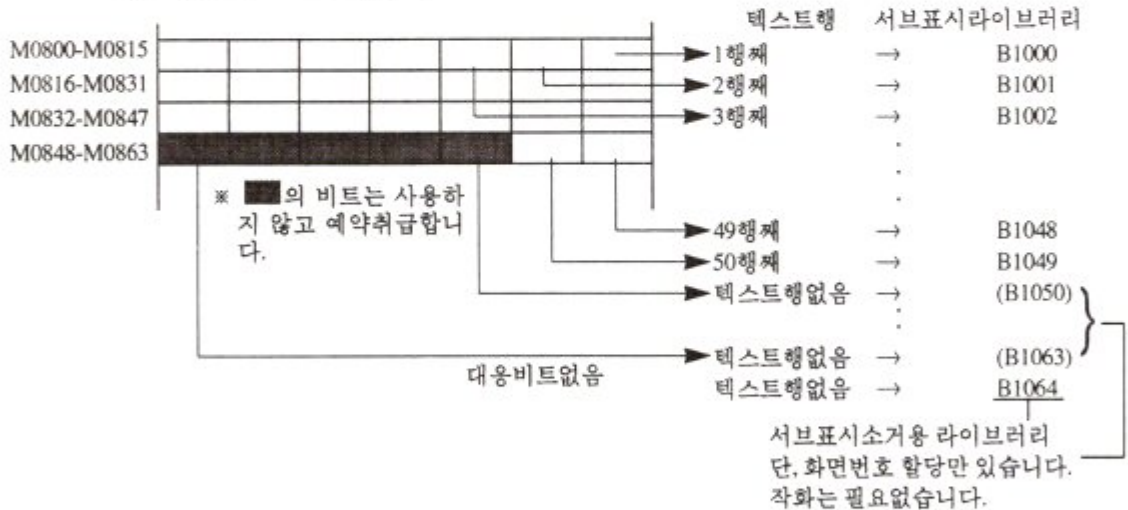 텍스트행 서브표시라이브러리
M0800-M0815 1행째 → B1000
M0816-M0831 2행째 → B1001
M0832-M0847 3행째 → B1002
M0848-M0863
※ 의 비트는 사용하
지 않고 예약취급합니
다.
49행째 → B1048
50행째 → B1049
텍스트행없음 → (B1050)
텍스트행없음 → (B1063)
대응비트없음
텍스트행없음 → B1064
서브표시소거용 라이브러리
단, 화면번호 할당만 있습니다.
작화는 필요없습니다.